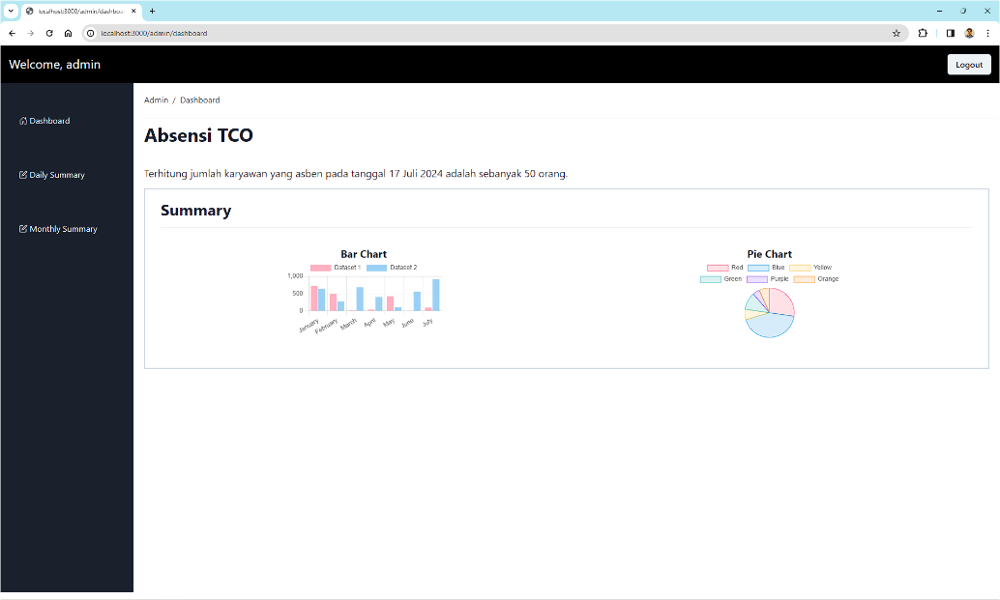 localhost:3000/admin/dashboa
localhost:3000/admin/dashboard
Welcome, admin
Logout
Dashboard
Daily Summary
Monthly Summary
Admin / Dashboard
Absensi TCO
Terhitung jumlah karyawan yang asben pada tanggal 17 Juli 2024 adalah sebanyak 50 orang.
Summary
Bar Chart
Dataset 1 Dataset 2
1,000
500
0
January February March April May June July
Pie Chart
Red Blue Yellow
Green Purple Orange